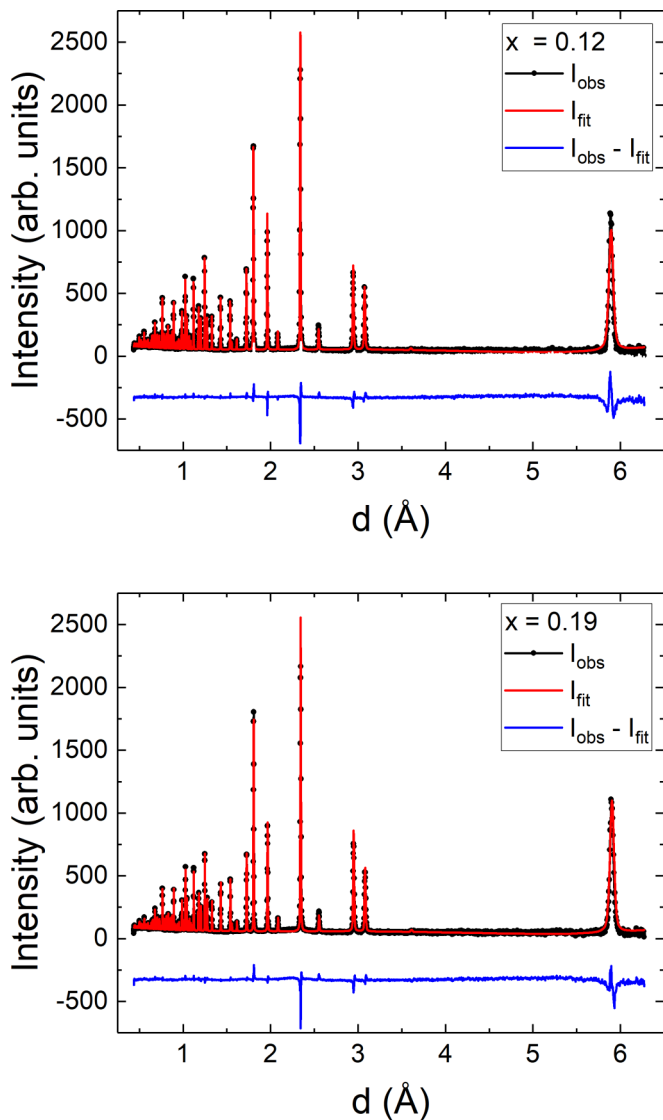 x = 0.12
I_obs
I_fit
I_obs - I_fit
Intensity (arb. units)
2500
2000
1500
1000
500
0
-500
1 2 3 4 5 6
d (Å)
x = 0.19
I_obs
I_fit
I_obs - I_fit
Intensity (arb. units)
2500
2000
1500
1000
500
0
-500
1 2 3 4 5 6
d (Å)